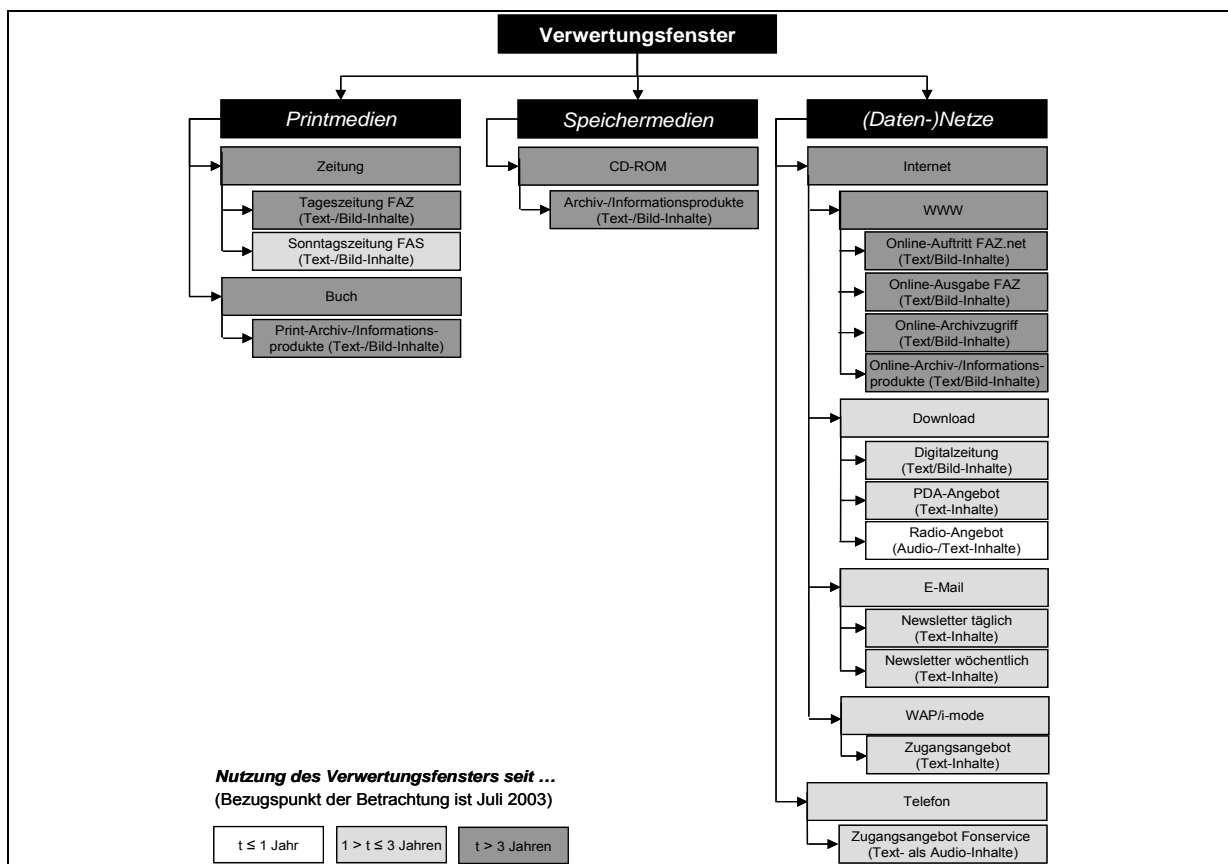 Verwertungsfenster
Printmedien
Zeitung
Tageszeitung FAZ
(Text-/Bild-Inhalte)
Sonntagszeitung FAS
(Text-/Bild-Inhalte)
Buch
Print-Archiv-/Informations-
produkte (Text-/Bild-Inhalte)
Speichermedien
CD-ROM
Archiv-/Informationsprodukte
(Text-/Bild-Inhalte)
(Daten-)Netze
Internet
WWW
Online-Auftritt FAZ.net
(Text/Bild-Inhalte)
Online-Ausgabe FAZ
(Text/Bild-Inhalte)
Online-Archivzugriff
(Text/Bild-Inhalte)
Online-Archiv-/Informations-
produkte (Text/Bild-Inhalte)
Download
Digitalzeitung
(Text/Bild-Inhalte)
PDA-Angebot
(Text-Inhalte)
Radio-Angebot
(Audio-/Text-Inhalte)
E-Mail
Newsletter täglich
(Text-Inhalte)
Newsletter wöchentlich
(Text-Inhalte)
WAP/i-mode
Zugangsangebot
(Text-Inhalte)
Telefon
Zugangsangebot Fonservice
(Text- als Audio-Inhalte)
Nutzung des Verwertungsfensters seit …
(Bezugspunkt der Betrachtung ist Juli 2003)
t ≤ 1 Jahr
1 > t ≤ 3 Jahren
t > 3 Jahren